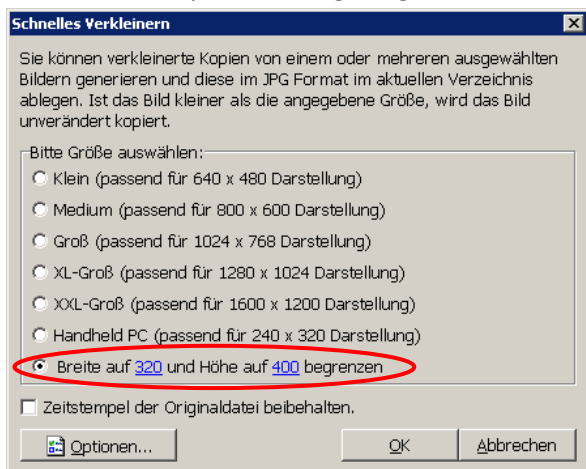 Schnelles Verkleinern
Sie können verkleinerte Kopien von einem oder mehreren ausgewählten
Bildern generieren und diese im JPG Format im aktuellen Verzeichnis
ablegen. Ist das Bild kleiner als die angegebene Größe, wird das Bild
unverändert kopiert.
Bitte Größe auswählen:
Klein (passend für 640 x 480 Darstellung)
Medium (passend für 800 x 600 Darstellung)
Groß (passend für 1024 x 768 Darstellung)
XL-Groß (passend für 1280 x 1024 Darstellung)
XXL-Groß (passend für 1600 x 1200 Darstellung)
Handheld PC (passend für 240 x 320 Darstellung)
Breite auf 320 und Höhe auf 400 begrenzen
Zeitstempel der Originaldatei beibehalten.
Optionen... OK Abbrechen